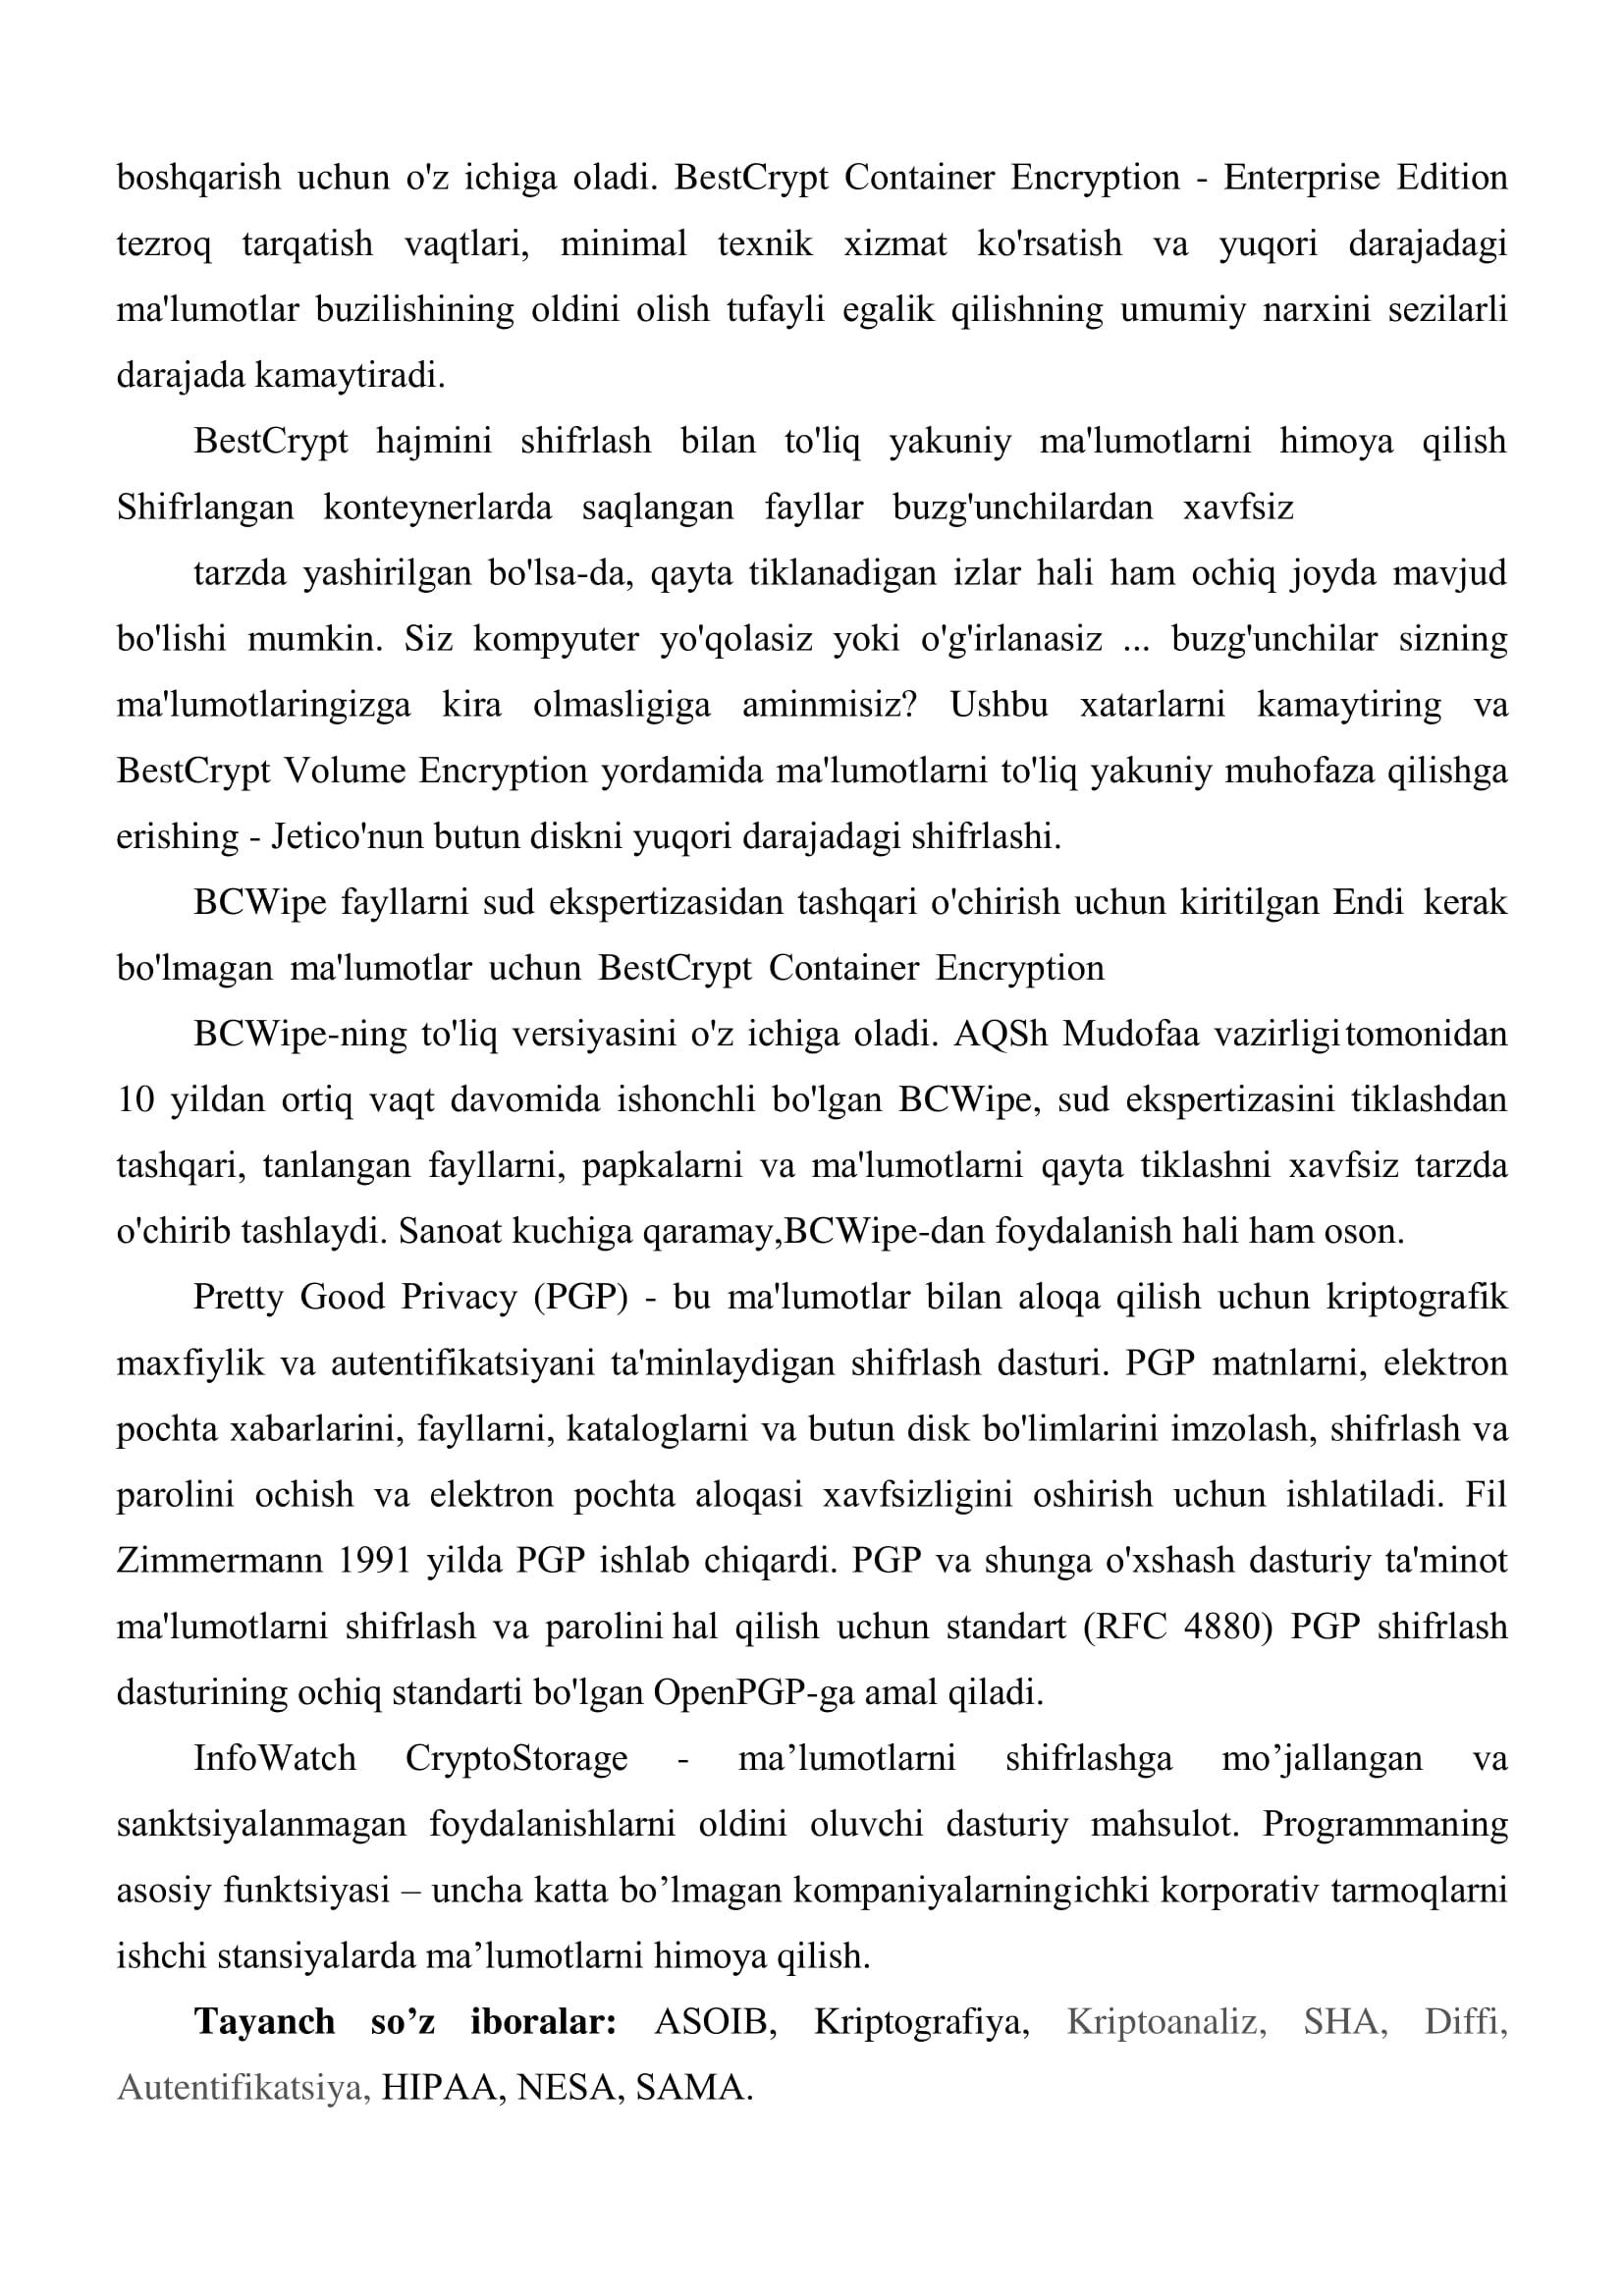 boshqarish uchun o'z ichiga oladi. BestCrypt Container Encryption - Enterprise Edition
tezroq tarqatish vaqtlari, minimal texnik xizmat ko'rsatish va yuqori darajadagi
ma'lumotlar buzilishining oldini olish tufayli egalik qilishning umumiy narxini sezilarli
darajada kamaytiradi.
BestCrypt hajmini shifrlash bilan to'liq yakuniy ma'lumotlarni himoya qilish
Shifrlangan konteynerlarda saqlangan fayllar buzg'unchilardan xavfsiz
tarzda yashirilgan bo'lsa-da, qayta tiklanadigan izlar hali ham ochiq joyda mavjud
bo'lishi mumkin. Siz kompyuter yo'qolasiz yoki o'g'irlanasiz ... buzg'unchilar sizning
ma'lumotlaringizga kira olmasligiga aminmisiz? Ushbu xatarlarni kamaytiring va
BestCrypt Volume Encryption yordamida ma'lumotlarni to'liq yakuniy muhofaza qilishga
erishing - Jetico'nun butun diskni yuqori darajadagi shifrlashi.
BCWipe fayllarni sud ekspertizasidan tashqari o'chirish uchun kiritilgan Endi kerak
bo'lmagan ma'lumotlar uchun BestCrypt Container Encryption
BCWipe-ning to'liq versiyasini o'z ichiga oladi. AQSh Mudofaa vazirligitomonidan
10 yildan ortiq vaqt davomida ishonchli bo'lgan BCWipe, sud ekspertizasini tiklashdan
tashqari, tanlangan fayllarni, papkalarni va ma'lumotlarni qayta tiklashni xavfsiz tarzda
o'chirib tashlaydi. Sanoat kuchiga qaramay,BCWipe-dan foydalanish hali ham oson.
Pretty Good Privacy (PGP) - bu ma'lumotlar bilan aloqa qilish uchun kriptografik
maxfiylik va autentifikatsiyani ta'minlaydigan shifrlash dasturi. PGP matnlarni, elektron
pochta xabarlarini, fayllarni, kataloglarni va butun disk bo'limlarini imzolash, shifrlash va
parolini ochish va elektron pochta aloqasi xavfsizligini oshirish uchun ishlatiladi. Fil
Zimmermann 1991 yilda PGP ishlab chiqardi. PGP va shunga o'xshash dasturiy ta'minot
ma'lumotlarni shifrlash va parolini hal qilish uchun standart (RFC 4880) PGP shifrlash
dasturining ochiq standarti bo'lgan OpenPGP-ga amal qiladi.
InfoWatch CryptoStorage - ma’lumotlarni shifrlashga mo’jallangan va
sanktsiyalanmagan foydalanishlarni oldini oluvchi dasturiy mahsulot. Programmaning
asosiy funktsiyasi – uncha katta bo’lmagan kompaniyalarningichki korporativ tarmoqlarni
ishchi stansiyalarda ma’lumotlarni himoya qilish.
Tayanch so’z iboralar: ASOIB, Kriptografiya, Kriptoanaliz, SHA, Diffi,
Autentifikatsiya, HIPAA, NESA, SAMA.